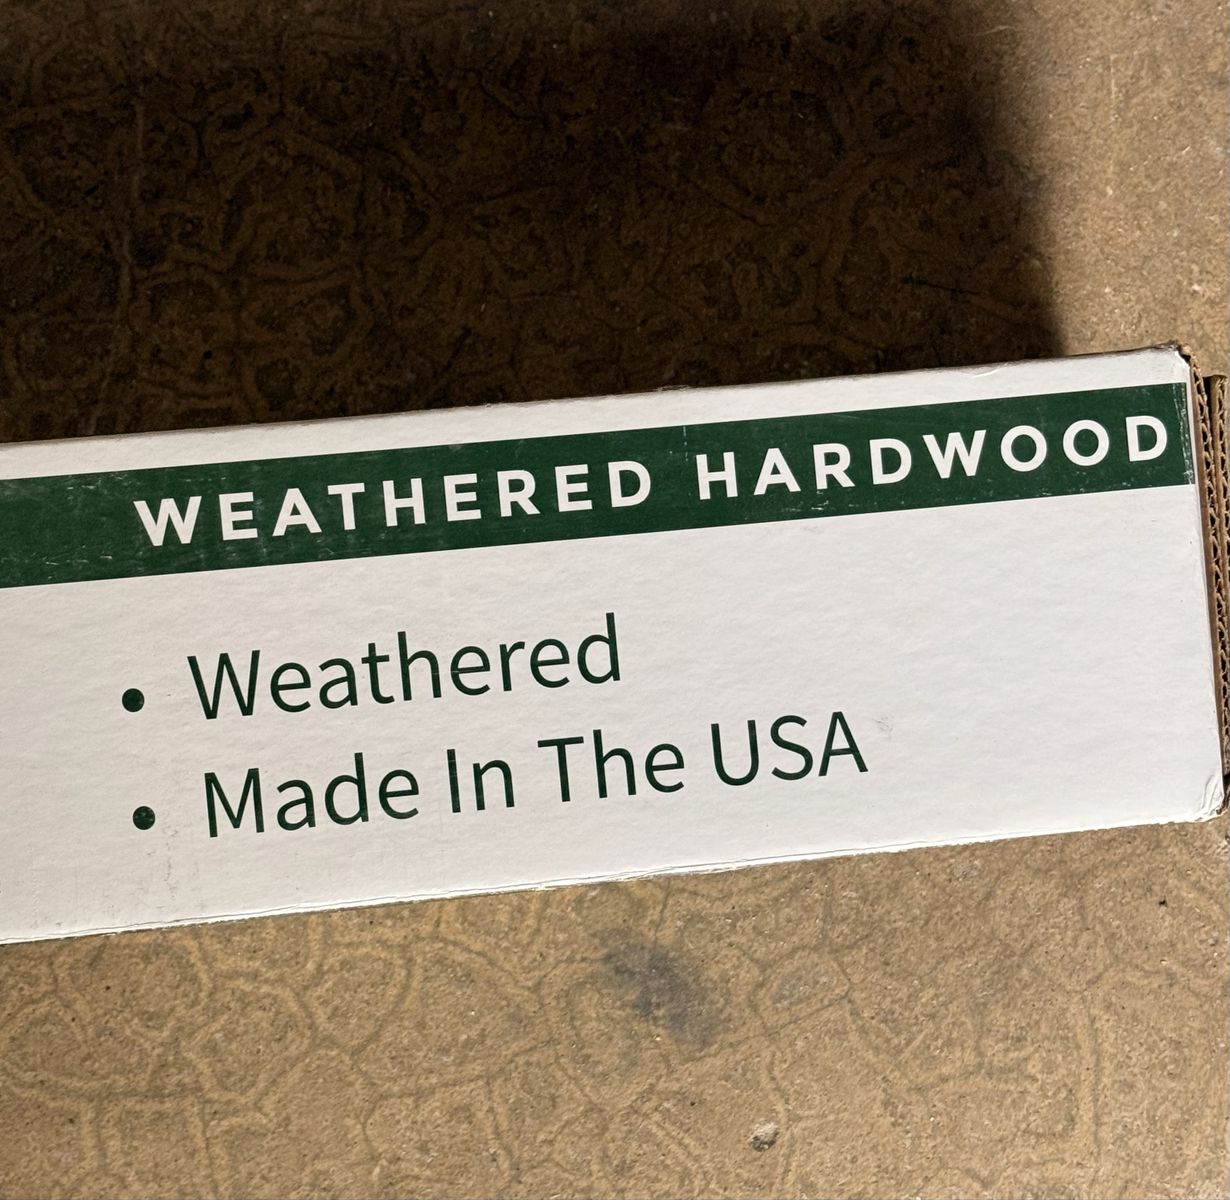 WEATHERED HARDWOOD
• Weathered
• Made In The USA